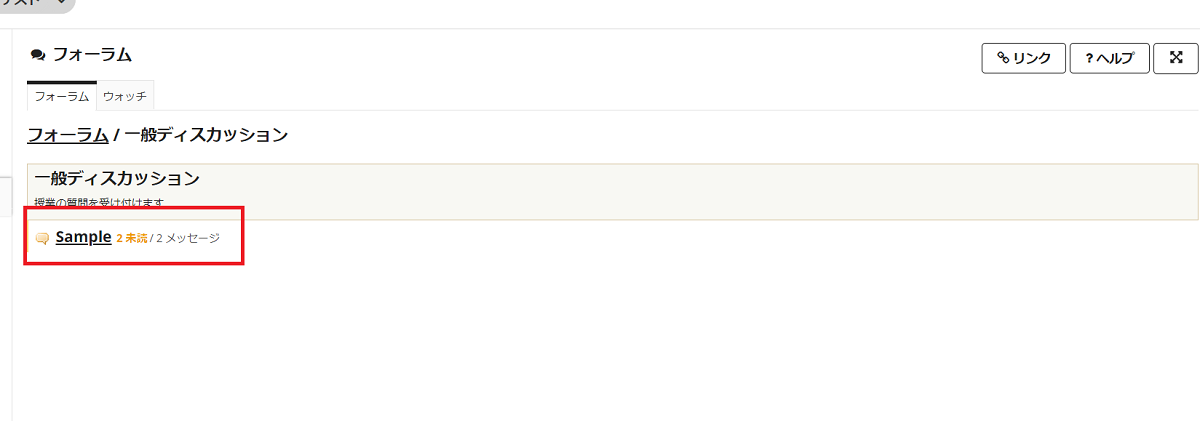 テスト
フォーラム
リンク
? ヘルプ
フォーラム
ウォッチ
フォーラム / 一般ディスカッション
一般ディスカッション
授業の質問を受け付けます
Sample 2 未読 / 2 メッセージ